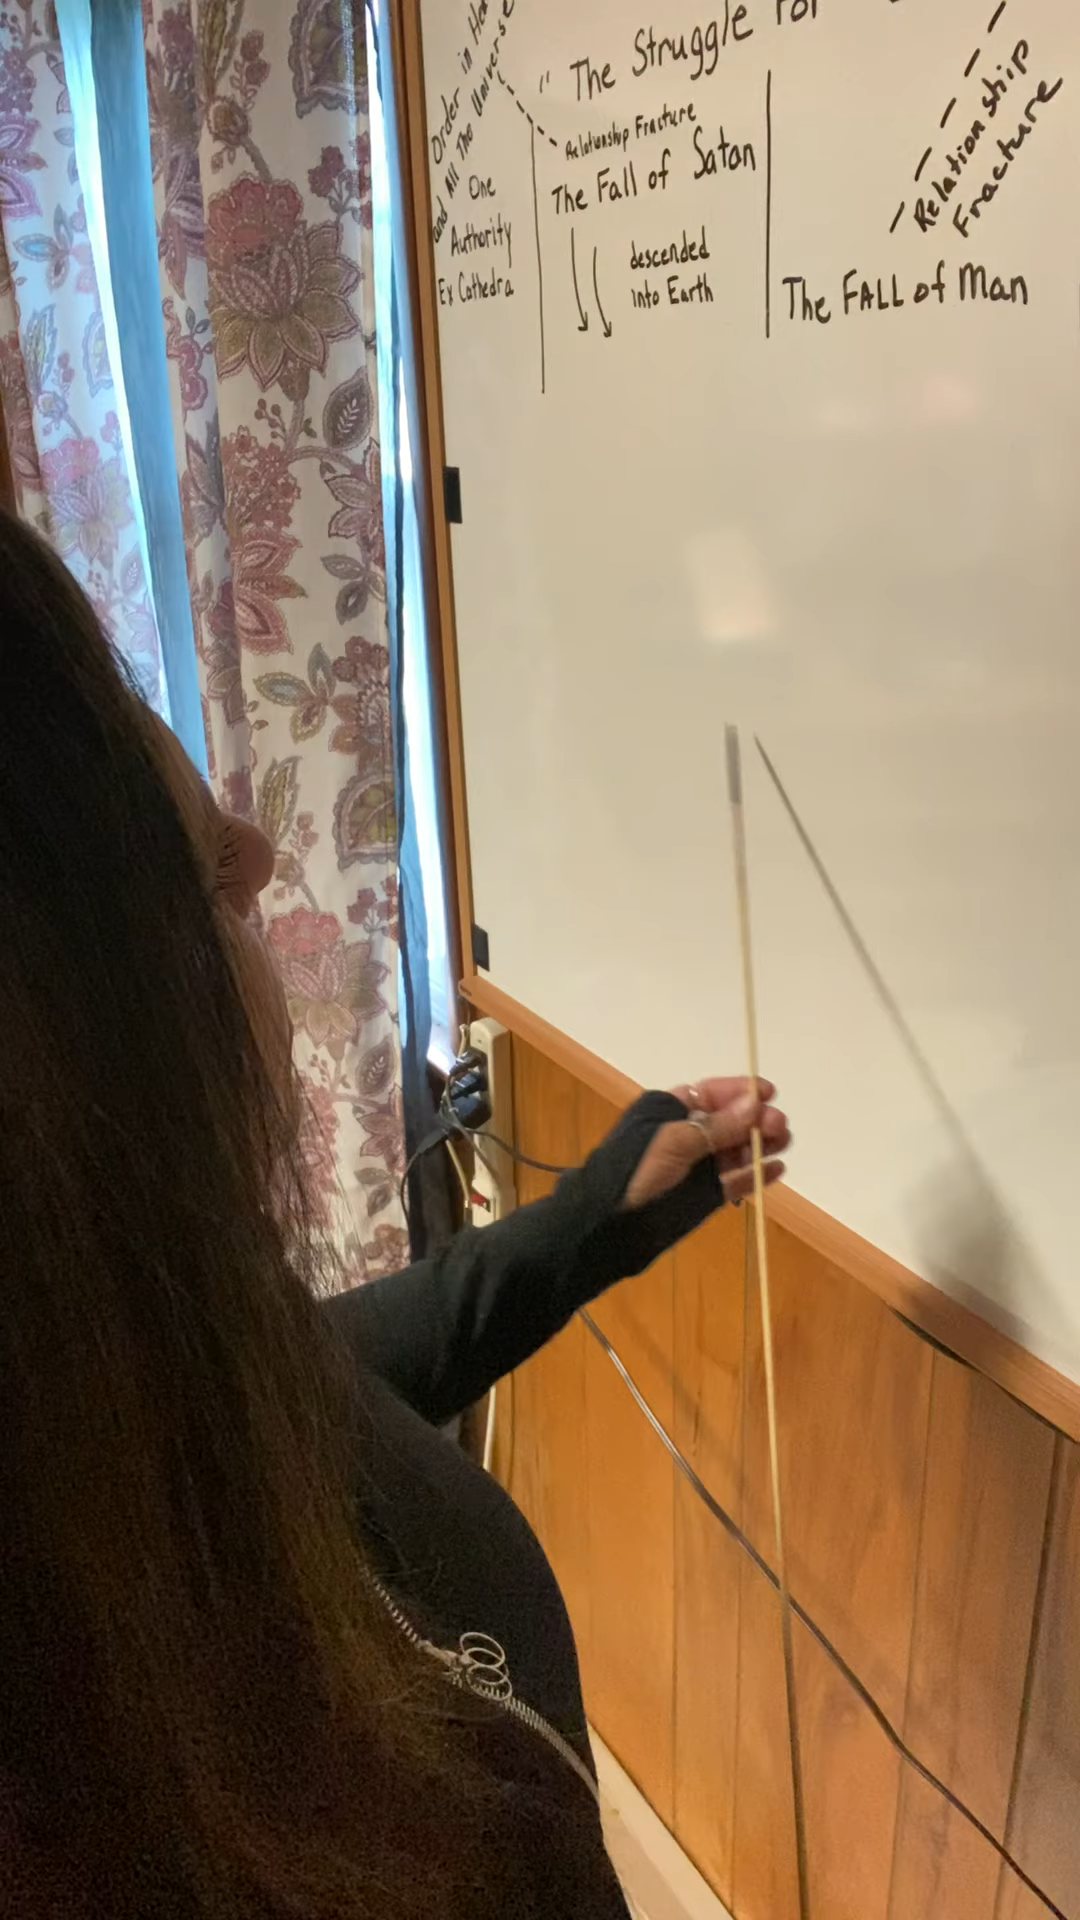 " The Struggle For
Order in
and All The Universe
One
Authority
Ex Cathedra
Relationship Fracture
The Fall of Satan
descended
into Earth
Relationship
Fracture
The FALL of Man